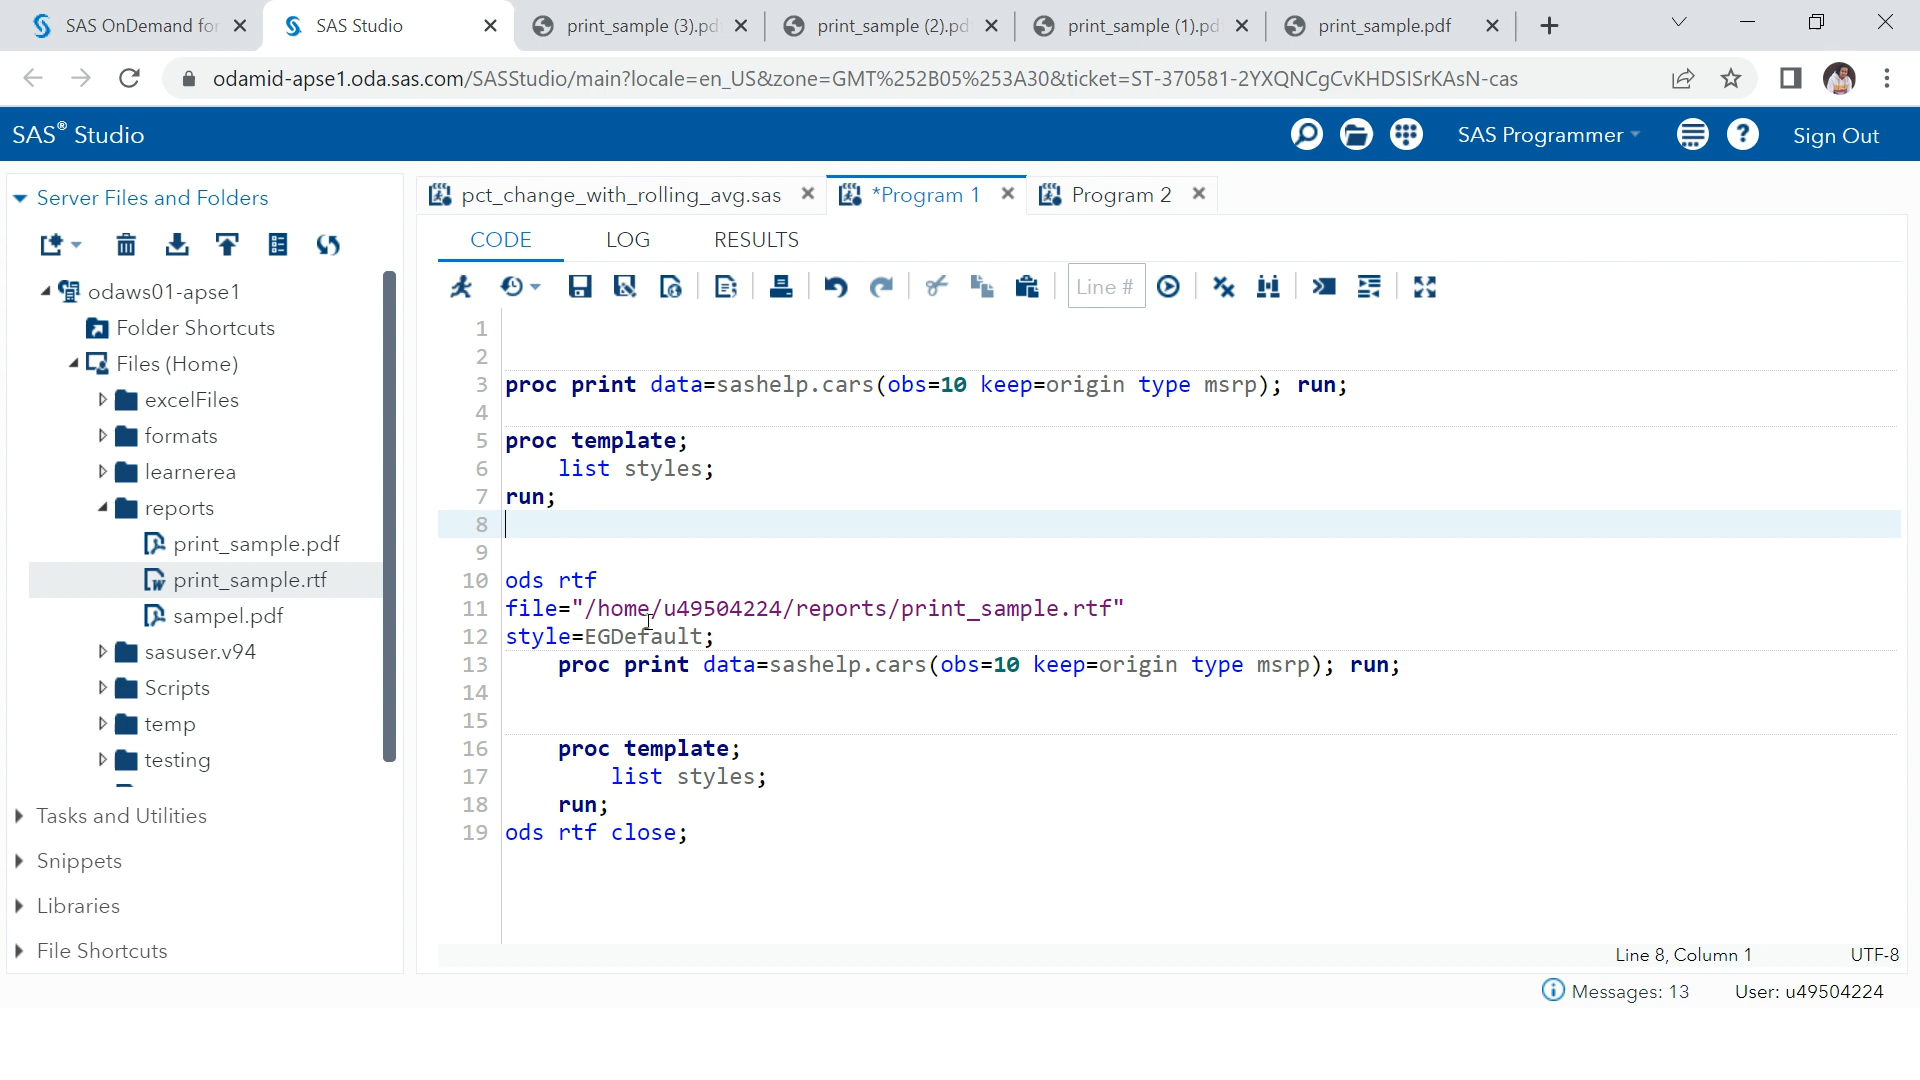 SAS OnDemand for
SAS Studio
print_sample (3).pd
print_sample (2).pd
print_sample (1).pd
print_sample.pdf
odamid-apse1.oda.sas.com/SASStudio/main?locale=en_US&zone=GMT%252B05%253A30&ticket=ST-370581-2YXQNCgCvKHDSISrKAsN-cas
SAS® Studio
SAS Programmer
Sign Out
Server Files and Folders
odaws01-apse1
Folder Shortcuts
Files (Home)
excelFiles
formats
learnerea
reports
print_sample.pdf
print_sample.rtf
sampel.pdf
sasuser.v94
Scripts
temp
testing
Tasks and Utilities
Snippets
Libraries
File Shortcuts
pct_change_with_rolling_avg.sas
*Program 1
Program 2
CODE
LOG
RESULTS
Line #
1
2
3 proc print data=sashelp.cars(obs=10 keep=origin type msrp); run;
4
5 proc template;
6 list styles;
7 run;
8
9
10 ods rtf
11 file="/home/u49504224/reports/print_sample.rtf"
12 style=EGDefault;
13 proc print data=sashelp.cars(obs=10 keep=origin type msrp); run;
14
15
16 proc template;
17 list styles;
18 run;
19 ods rtf close;
Line 8, Column 1
UTF-8
Messages: 13
User: u49504224